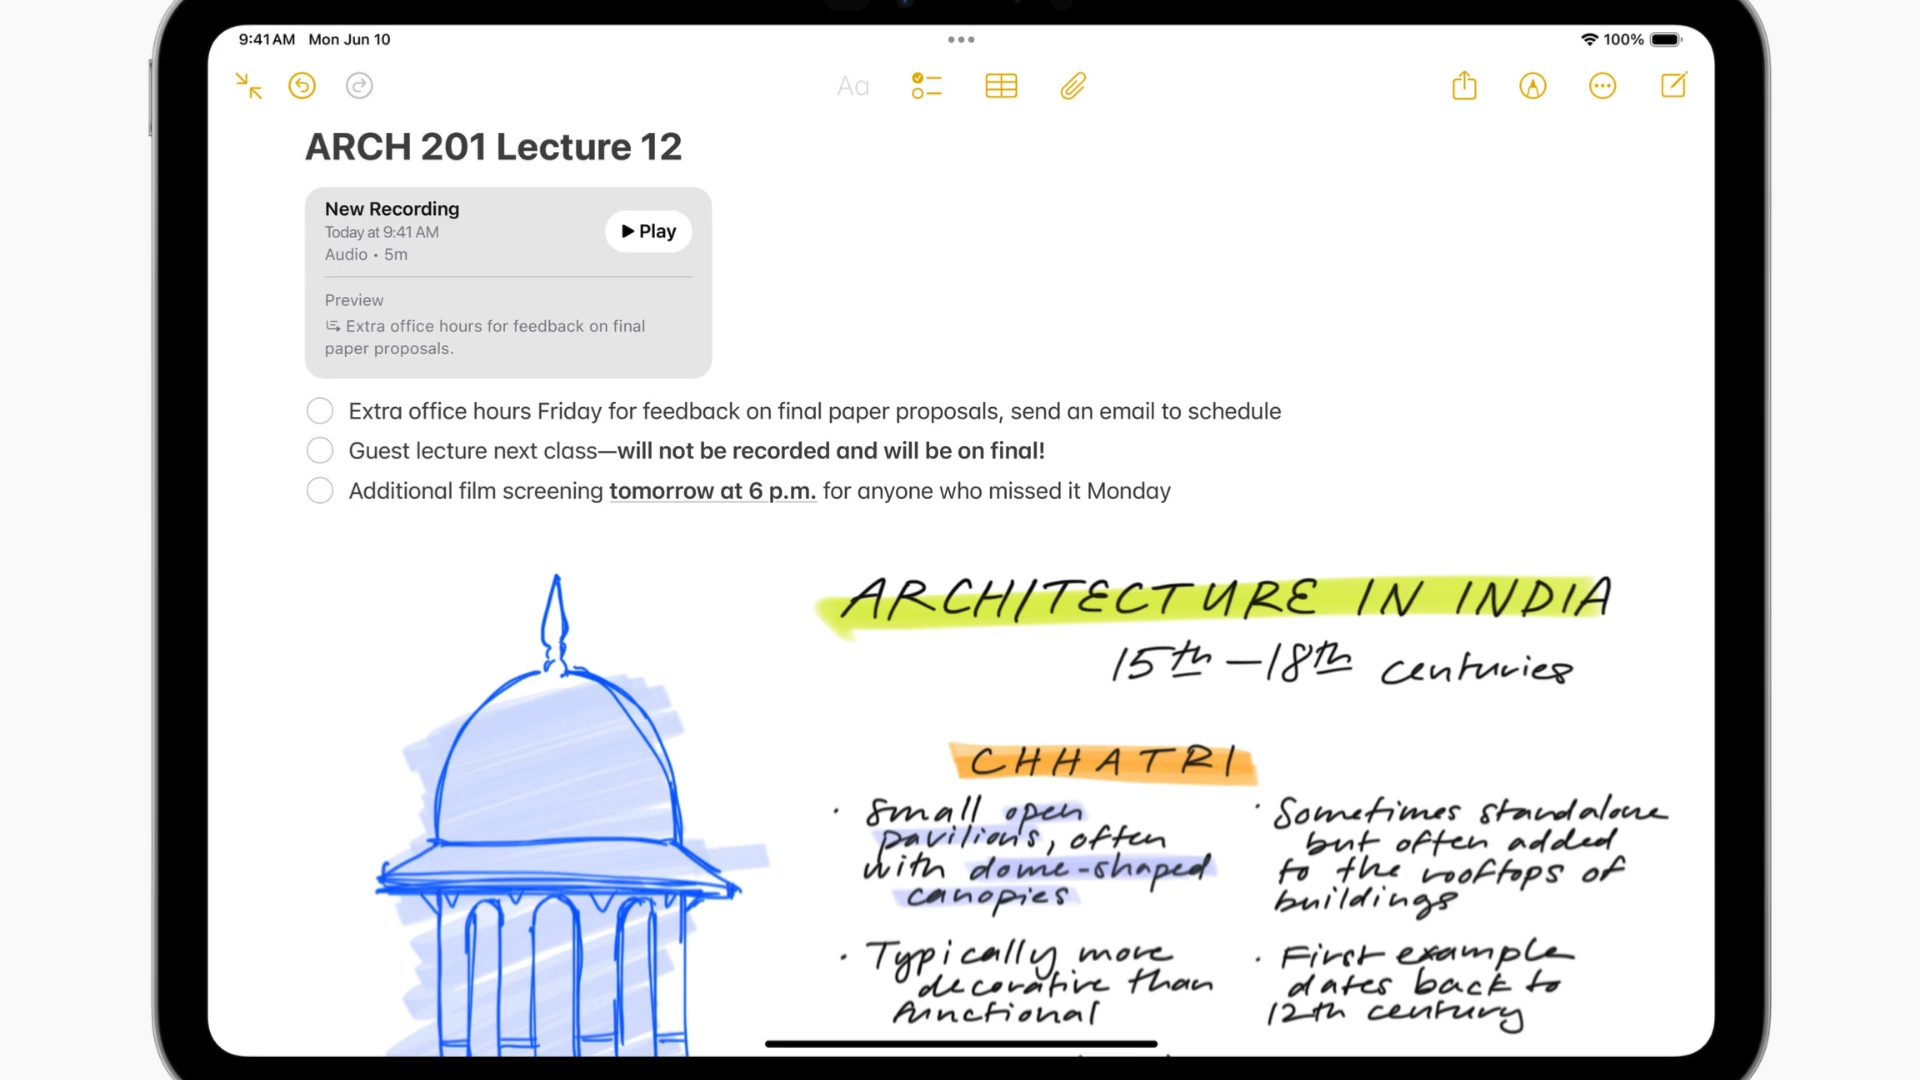 9:41 AM Mon Jun 10
100%
Aa
ARCH 201 Lecture 12
New Recording
Today at 9:41 AM
Audio • 5m
Play
Preview
Extra office hours for feedback on final
paper proposals.
Extra office hours Friday for feedback on final paper proposals, send an email to schedule
Guest lecture next class—will not be recorded and will be on final!
Additional film screening tomorrow at 6 p.m. for anyone who missed it Monday
ARCHITECTURE IN INDIA
15th – 18th centuries
CHHATRI
· Small open
pavilions, often
with dome-shaped
canopies
· Typically more
decorative than
functional
· Sometimes standalone
but often added
to the rooftops of
buildings
· First example
dates back to
12th century